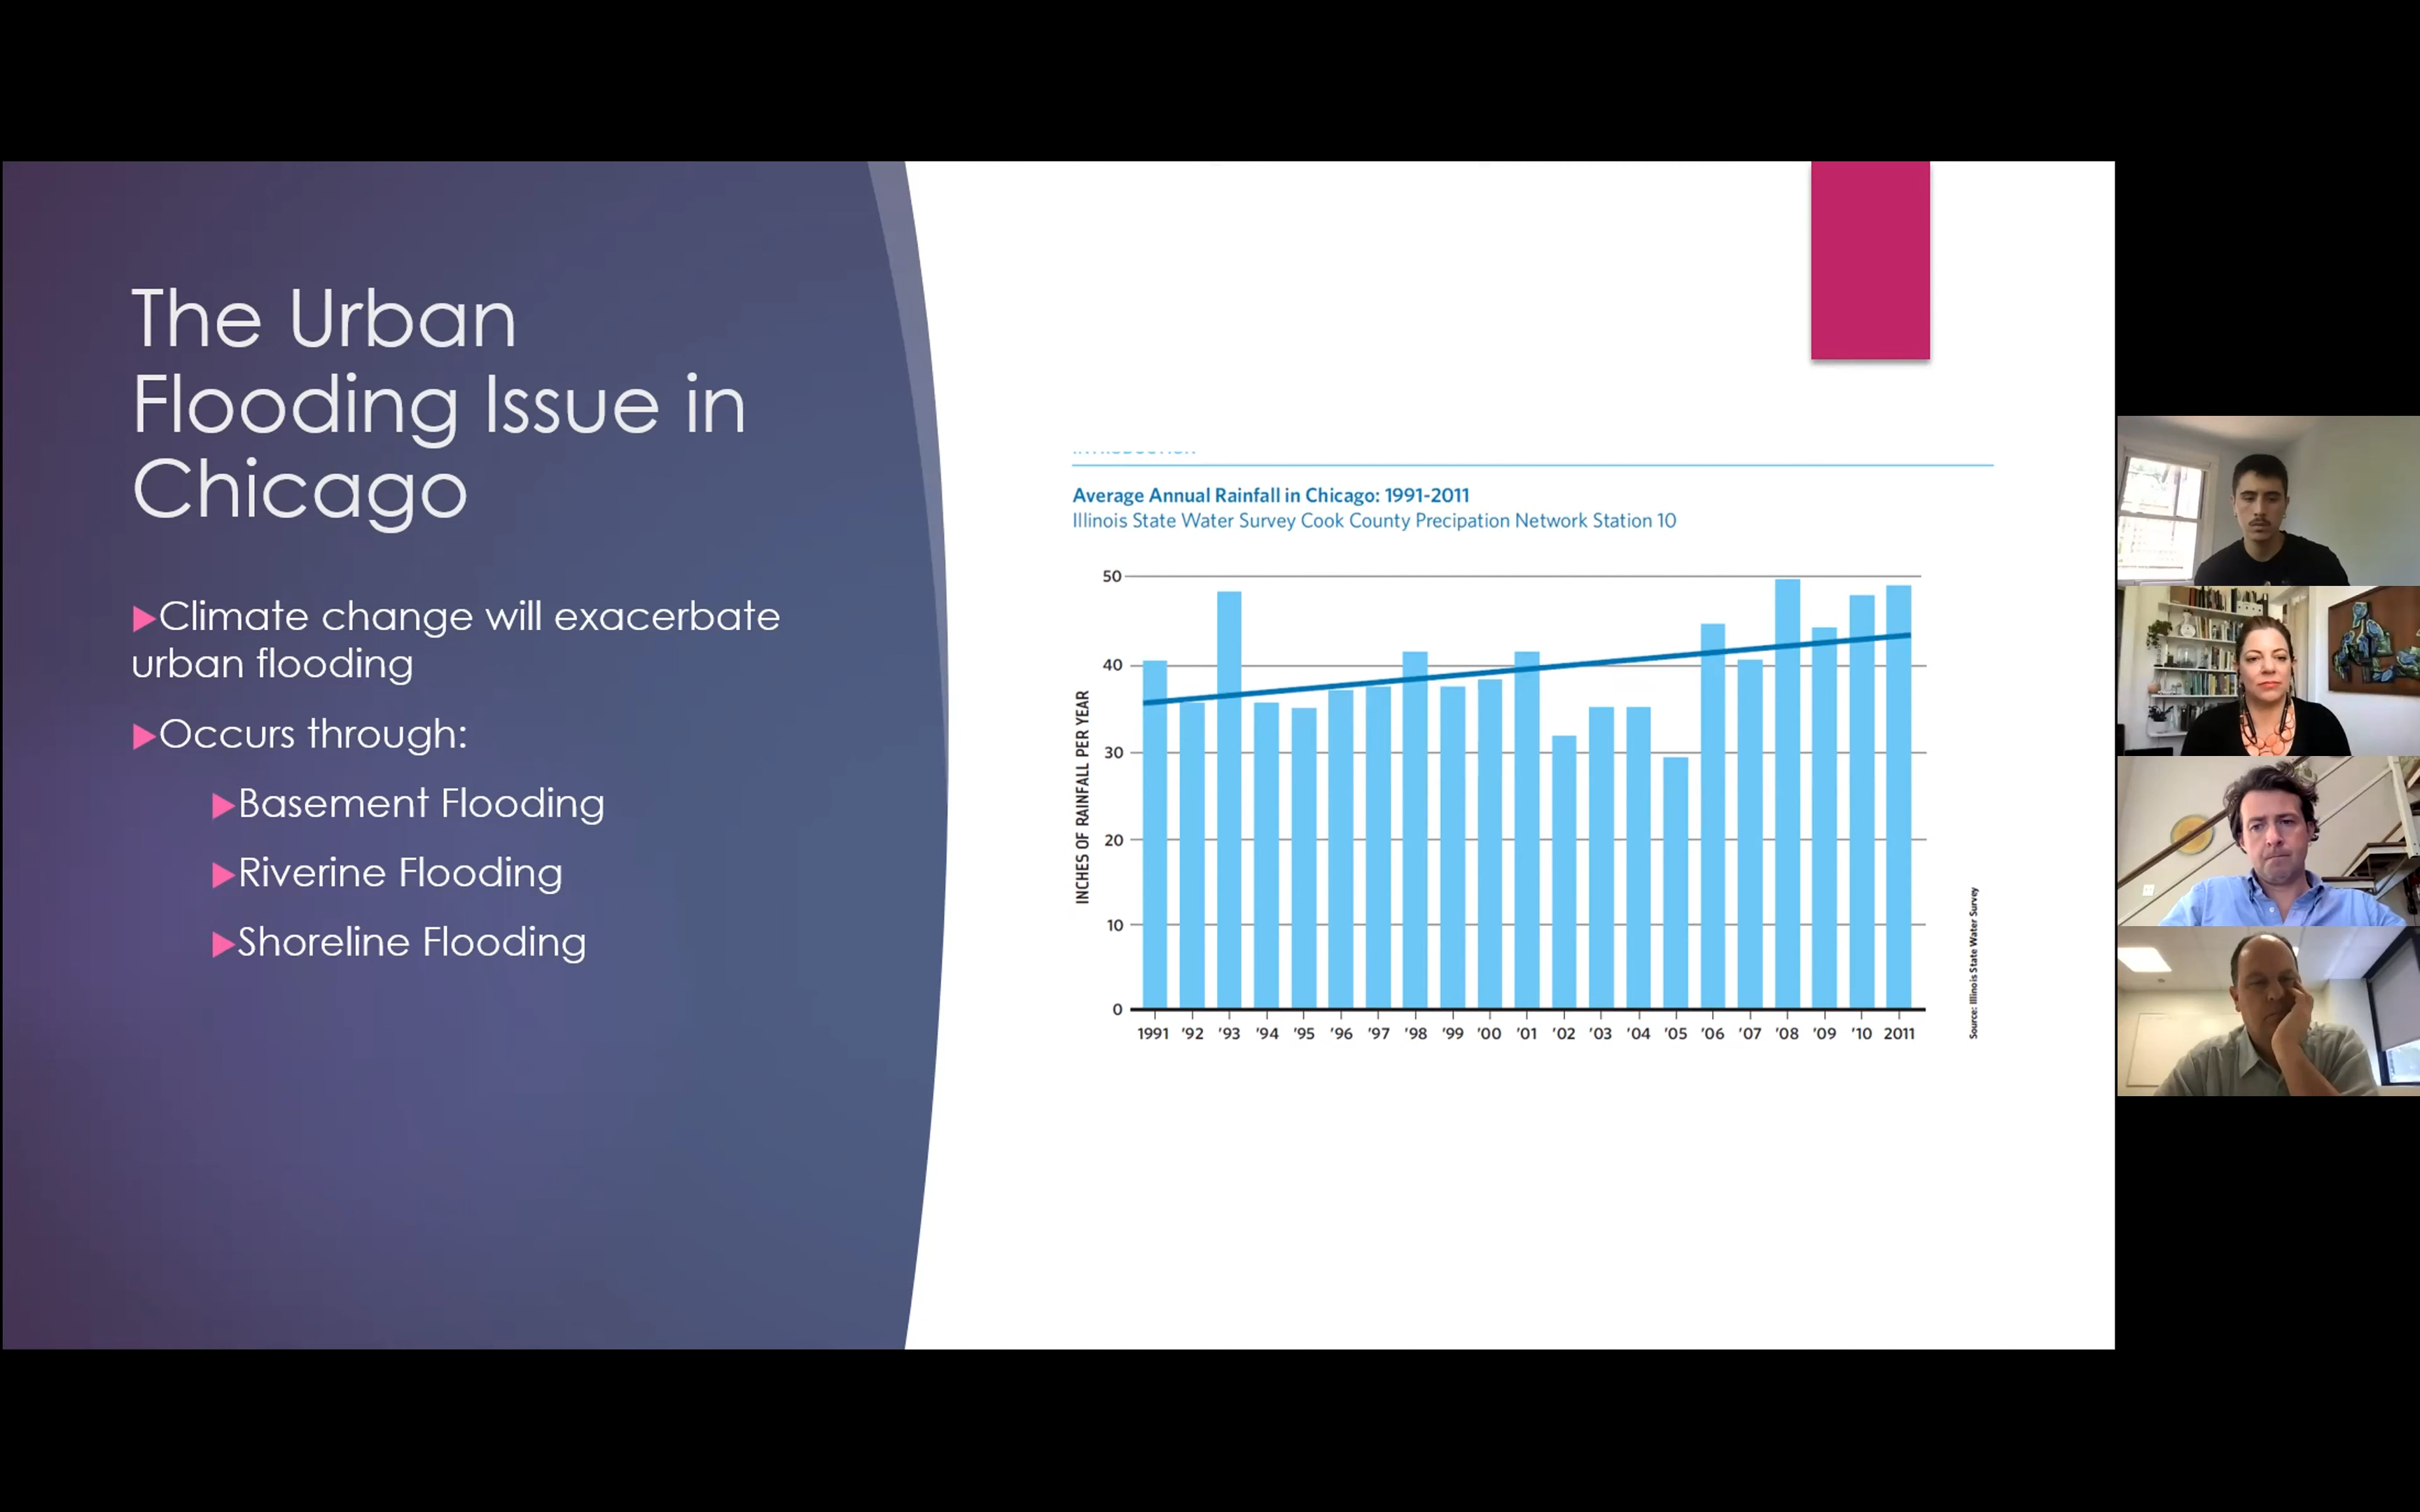 The Urban
Flooding Issue in
Chicago
Climate change will exacerbate
urban flooding
Occurs through:
Basement Flooding
Riverine Flooding
Shoreline Flooding
Average Annual Rainfall in Chicago: 1991-2011
Illinois State Water Survey Cook County Precipation Network Station 10
INCHES OF RAINFALL PER YEAR
50
40
30
20
10
0
1991 '92 '93 '94 '95 '96 '97 '98 '99 '00 '01 '02 '03 '04 '05 '06 '07 '08 '09 '10 2011
Source: Illinois State Water Survey